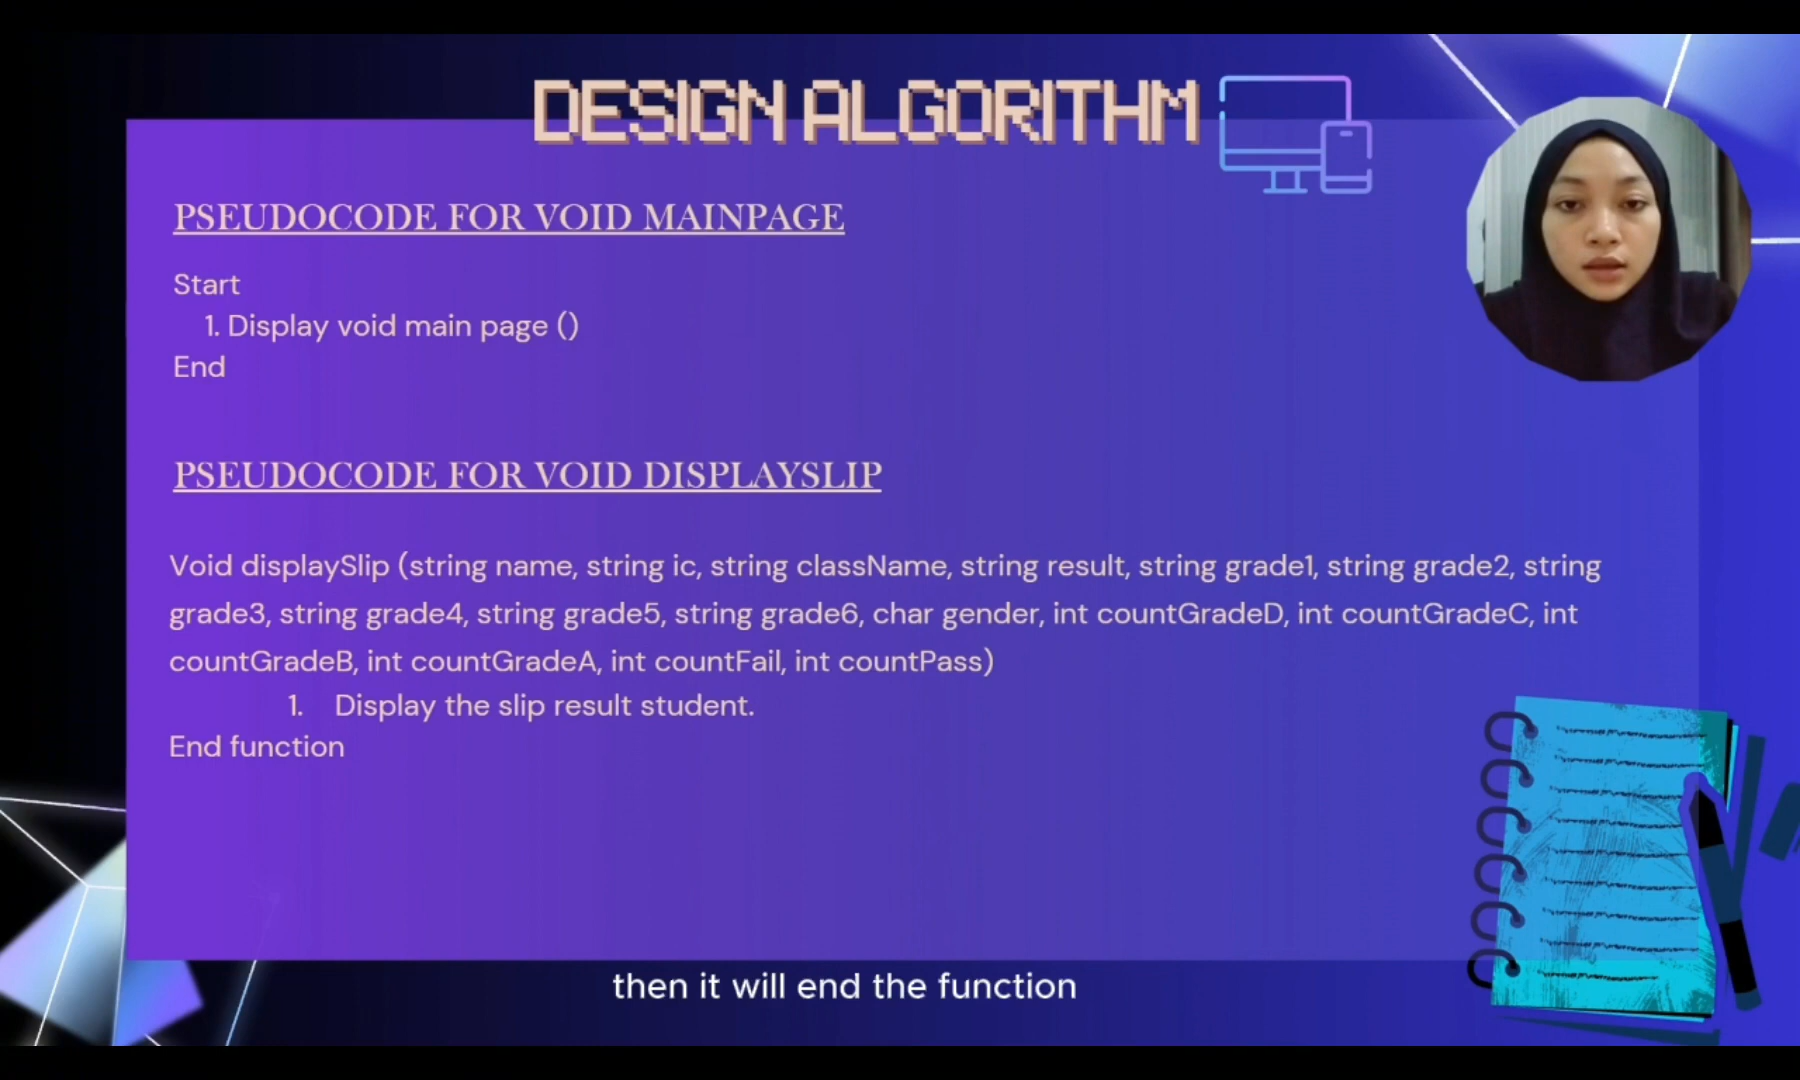 DESIGN ALGORITHM
PSEUDOCODE FOR VOID MAINPAGE
Start
1. Display void main page ()
End
PSEUDOCODE FOR VOID DISPLAYSLIP
Void displaySlip (string name, string ic, string className, string result, string grade1, string grade2, string
grade3, string grade4, string grade5, string grade6, char gender, int countGradeD, int countGradeC, int
countGradeB, int countGradeA, int countFail, int countPass)
1. Display the slip result student.
End function
then it will end the function